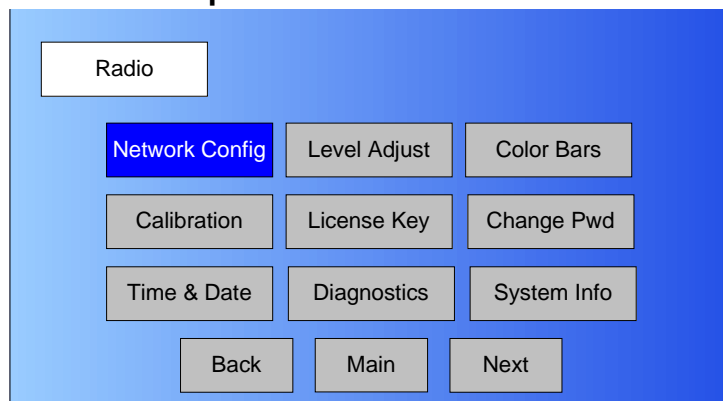 Radio
Network Config Level Adjust Color Bars
Calibration License Key Change Pwd
Time & Date Diagnostics System Info
Back Main Next